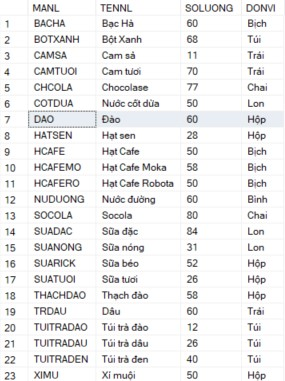 MANL TENNL SOLUONG DONVI
1 BACHA Bạc Hà 60 Bịch
2 BOTXANH Bột Xanh 68 Túi
3 CAMSA Cam sả 11 Trái
4 CAMTUOI Cam tươi 70 Trái
5 CHCOLA Chocolase 77 Chai
6 COTDUA Nước cốt dừa 50 Lon
7 DAO Đào 60 Hộp
8 HATSEN Hạt sen 28 Hộp
9 HCAFE Hạt Cafe 50 Bịch
10 HCAFEMO Hạt Cafe Moka 58 Bịch
11 HCAFERO Hạt Cafe Robota 50 Bịch
12 NUDUONG Nước đường 60 Bình
13 SOCOLA Socola 80 Chai
14 SUADAC Sữa đặc 84 Lon
15 SUANONG Sữa nóng 31 Lon
16 SUARICK Sữa béo 52 Hộp
17 SUATUOI Sữa tươi 26 Hộp
18 THACHDAO Thạch đào 58 Hộp
19 TRDAU Dâu 60 Trái
20 TUITRADAO Túi trà đào 12 Túi
21 TUITRADAU Túi trà dâu 26 Túi
22 TUITRADEN Túi trà đen 40 Túi
23 XIMU Xí muội 50 Hộp